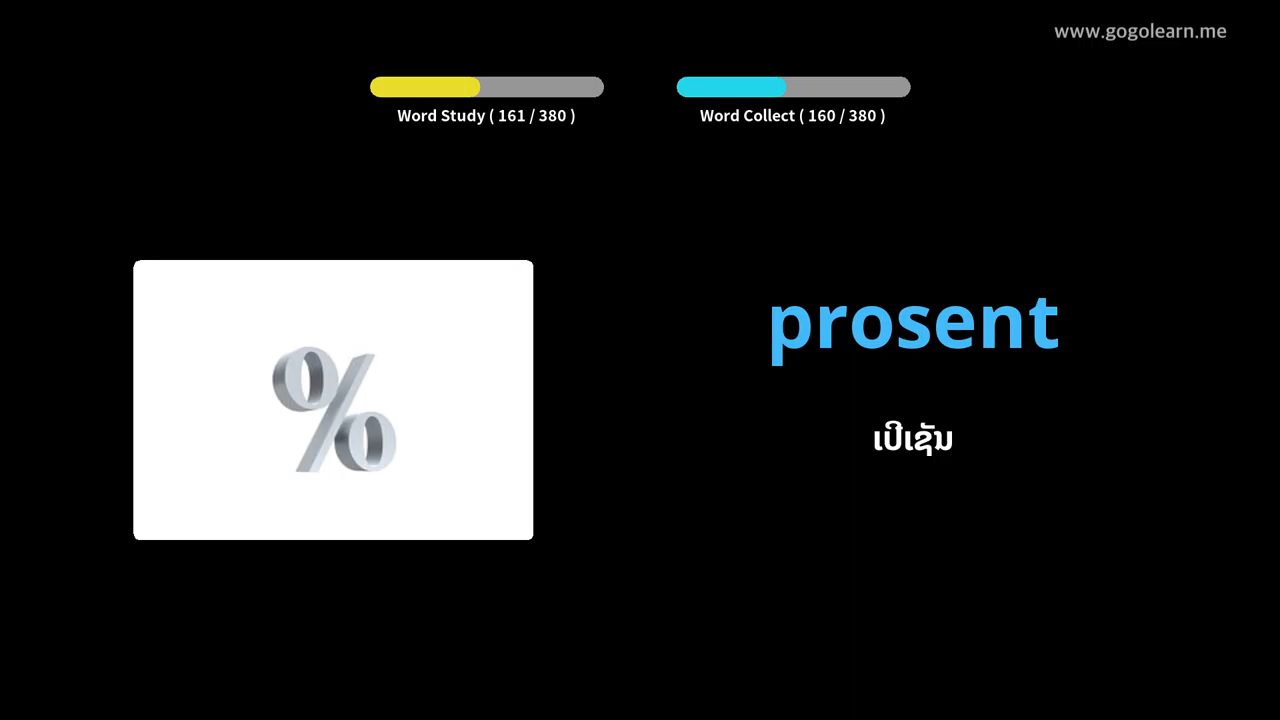 www.gogolearn.me
Word Study ( 161 / 380 )
Word Collect ( 160 / 380 )
%
prosent
ເປີເຊັນ